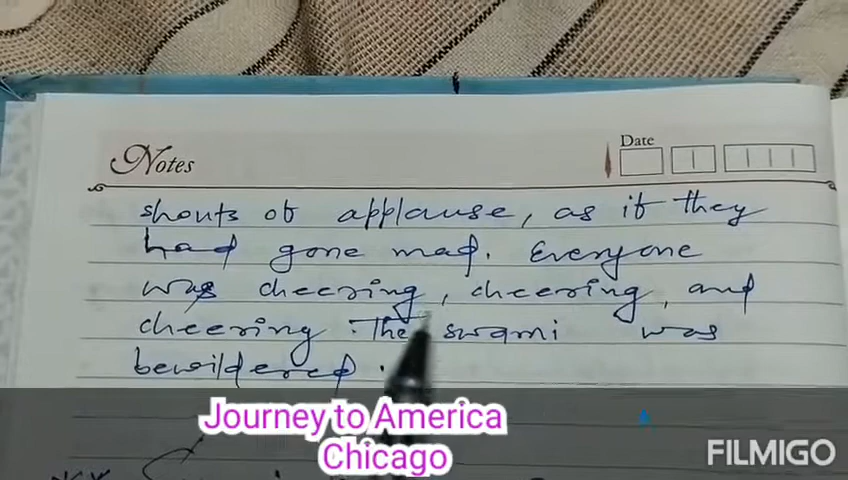 Notes
Date
shouts of applause, as if they
had gone mad. Everyone
was cheering, cheering, and
cheering. The swami was
bewildered.
Journey to America
Chicago
FILMIGO